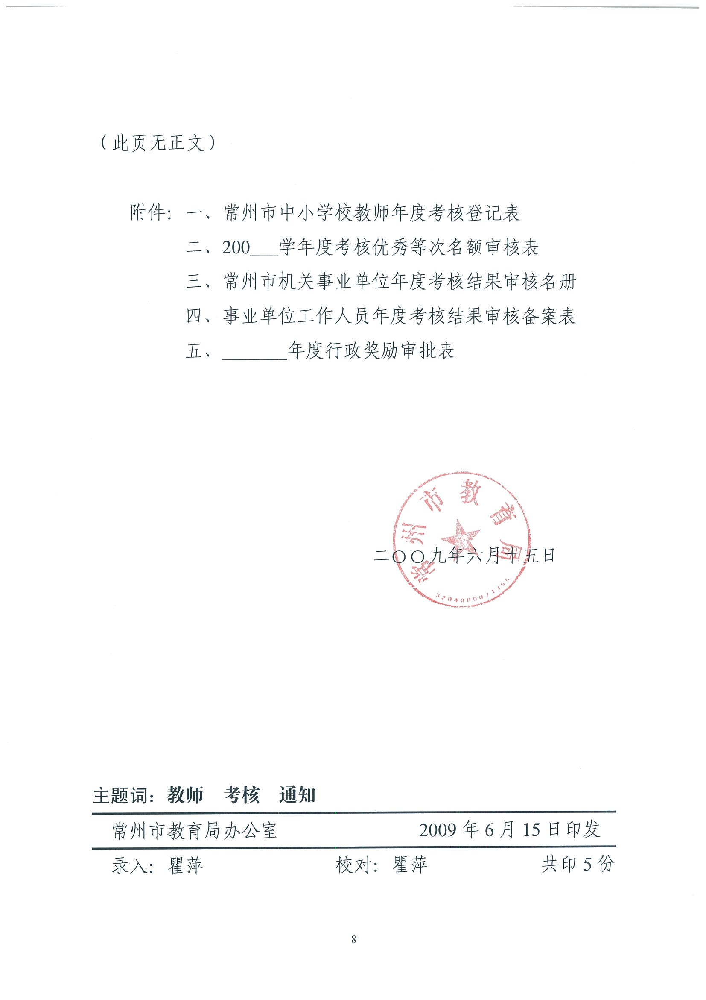 （此页无正文）
附件：一、常州市中小学校教师年度考核登记表
二、200___学年度考核优秀等次名额审核表
三、常州市机关事业单位年度考核结果审核名册
四、事业单位工作人员年度考核结果审核备案表
五、_______年度行政奖励审批表
常州市教育局
二〇〇九年六月十五日
主题词：教师 考核 通知
常州市教育局办公室 2009 年 6 月 15 日印发
录入：瞿萍 校对：瞿萍 共印 5 份
8